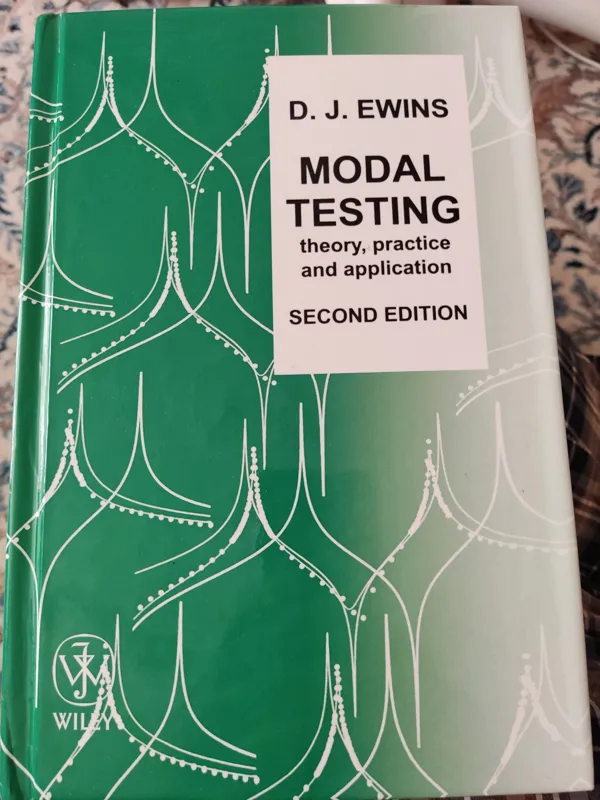 D. J. EWINS
MODAL
TESTING
theory, practice
and application
SECOND EDITION
WILEY